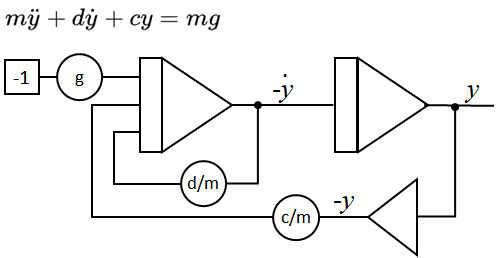 mÿ + dẏ + cy = mg
-1
g
-ẏ
y
d/m
-y
c/m